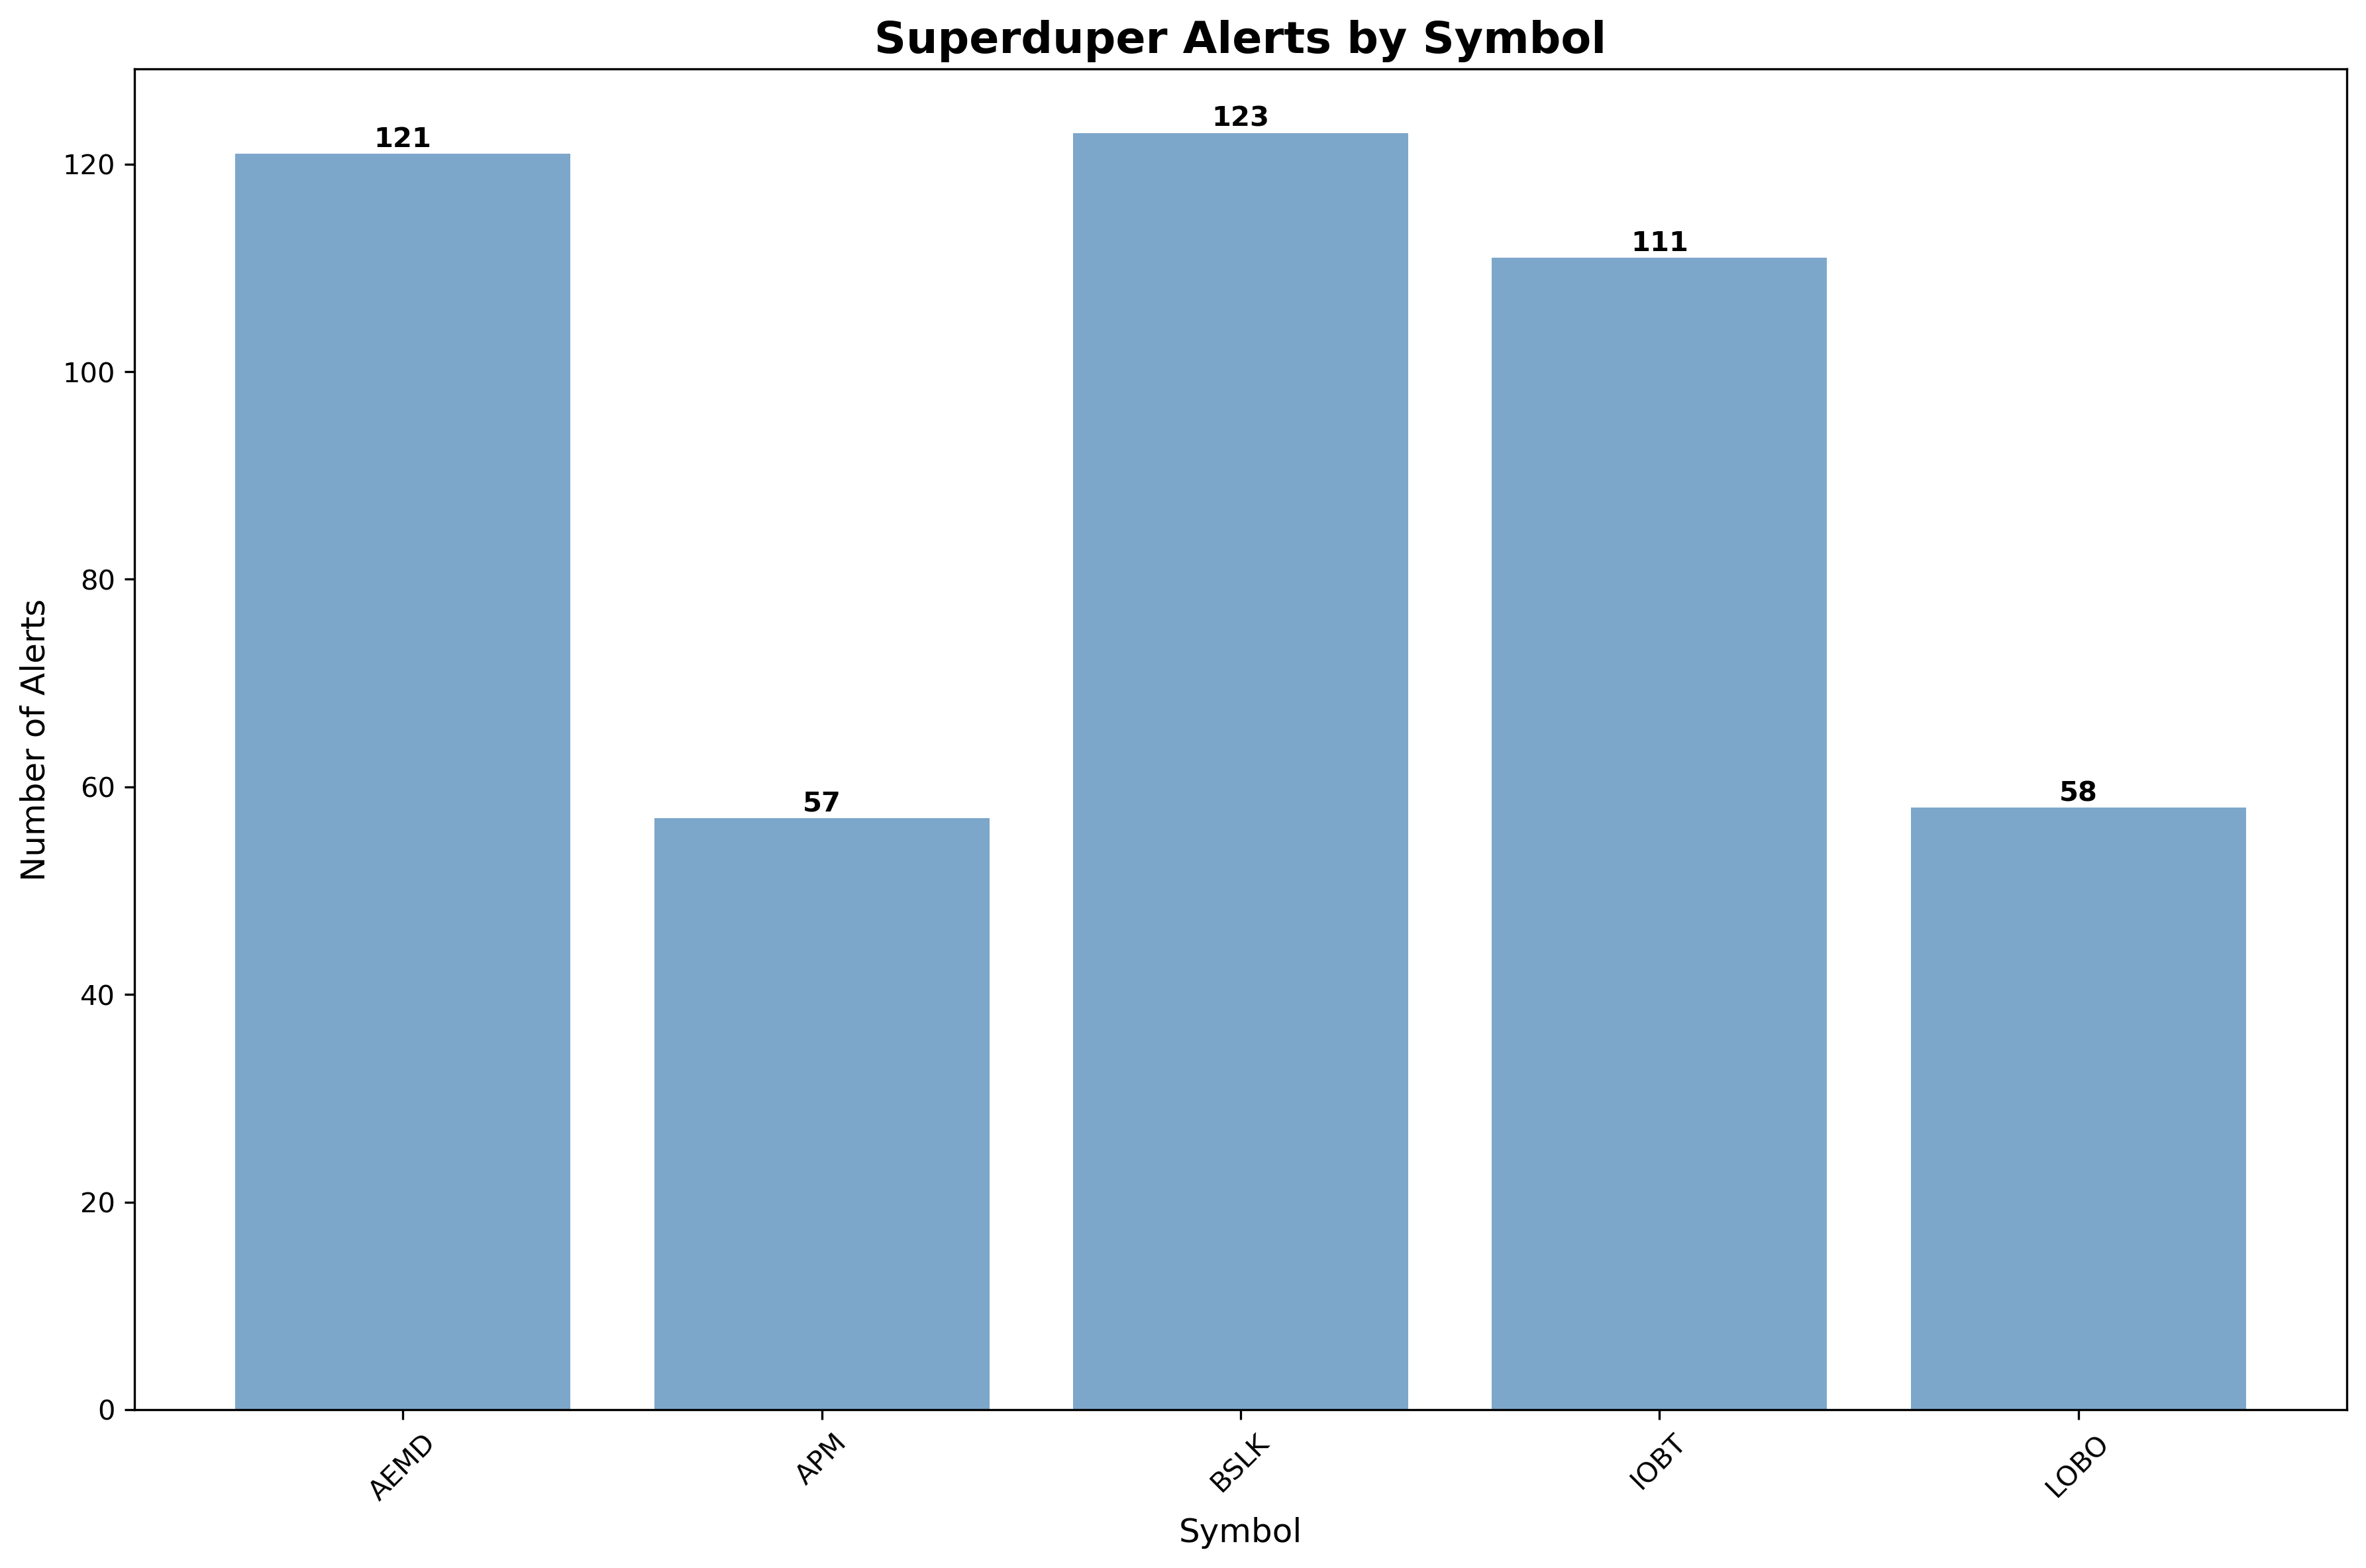 Superduper Alerts by Symbol
121
57
123
111
58
120
100
80
60
40
20
0
Number of Alerts
AEMD
APM
BSLK
IOBT
LOBO
Symbol